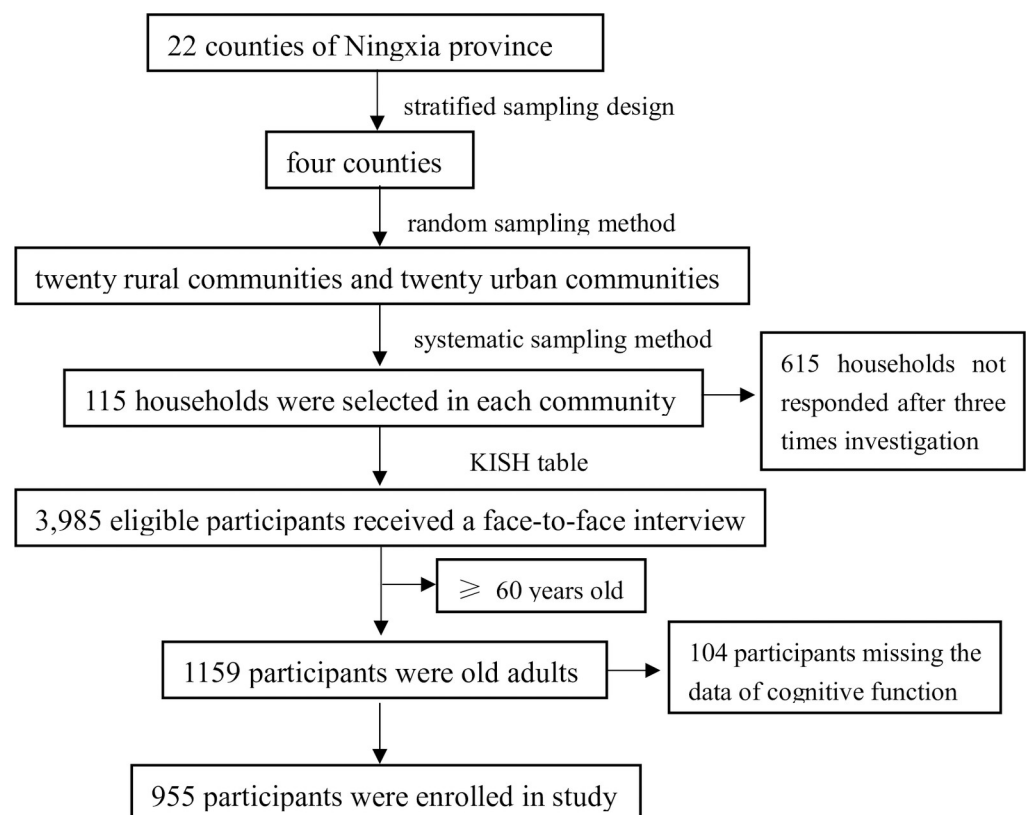 22 counties of Ningxia province
stratified sampling design
four counties
random sampling method
twenty rural communities and twenty urban communities
systematic sampling method
115 households were selected in each community
615 households not
responded after three
times investigation
KISH table
3,985 eligible participants received a face-to-face interview
≥ 60 years old
1159 participants were old adults
104 participants missing the
data of cognitive function
955 participants were enrolled in study